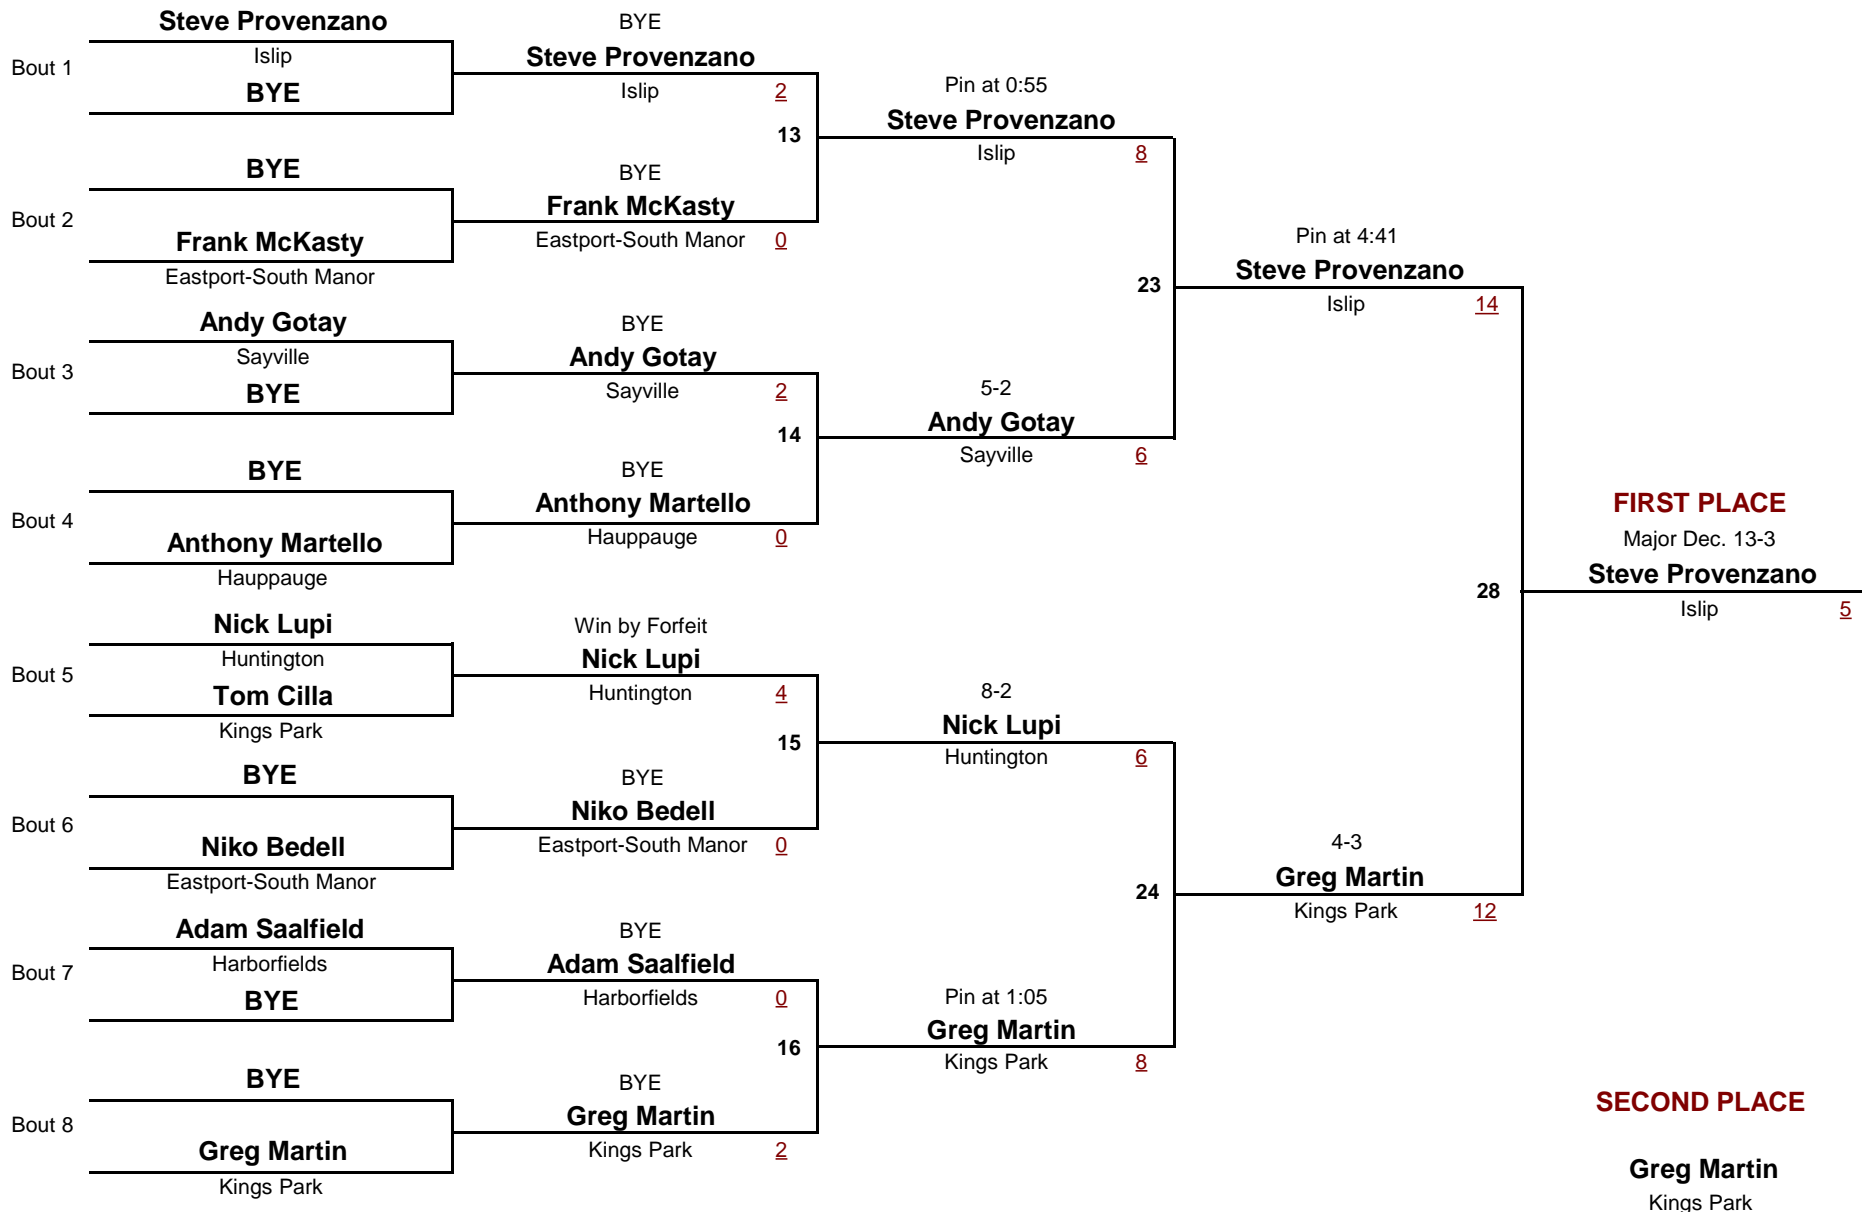 Steve Provenzano
Bout 1
Islip
BYE
BYE
Bout 2
Frank McKasty
Eastport-South Manor
Andy Gotay
Bout 3
Sayville
BYE
BYE
Bout 4
Anthony Martello
Hauppauge
Nick Lupi
Bout 5
Huntington
Tom Cilla
Kings Park
BYE
Bout 6
Niko Bedell
Eastport-South Manor
Adam Saalfield
Bout 7
Harborfields
BYE
BYE
Bout 8
Greg Martin
Kings Park
BYE
Steve Provenzano
Islip 2
13
BYE
Frank McKasty
Eastport-South Manor 0
BYE
Andy Gotay
Sayville 2
14
BYE
Anthony Martello
Hauppauge 0
Win by Forfeit
Nick Lupi
Huntington 4
15
BYE
Niko Bedell
Eastport-South Manor 0
BYE
Adam Saalfield
Harborfields 0
16
BYE
Greg Martin
Kings Park 2
Pin at 0:55
Steve Provenzano
Islip 8
23
5-2
Andy Gotay
Sayville 6
8-2
Nick Lupi
Huntington 6
24
Pin at 1:05
Greg Martin
Kings Park 8
Pin at 4:41
Steve Provenzano
Islip 14
28
4-3
Greg Martin
Kings Park 12
FIRST PLACE
Major Dec. 13-3
Steve Provenzano
Islip 5
SECOND PLACE
Greg Martin
Kings Park